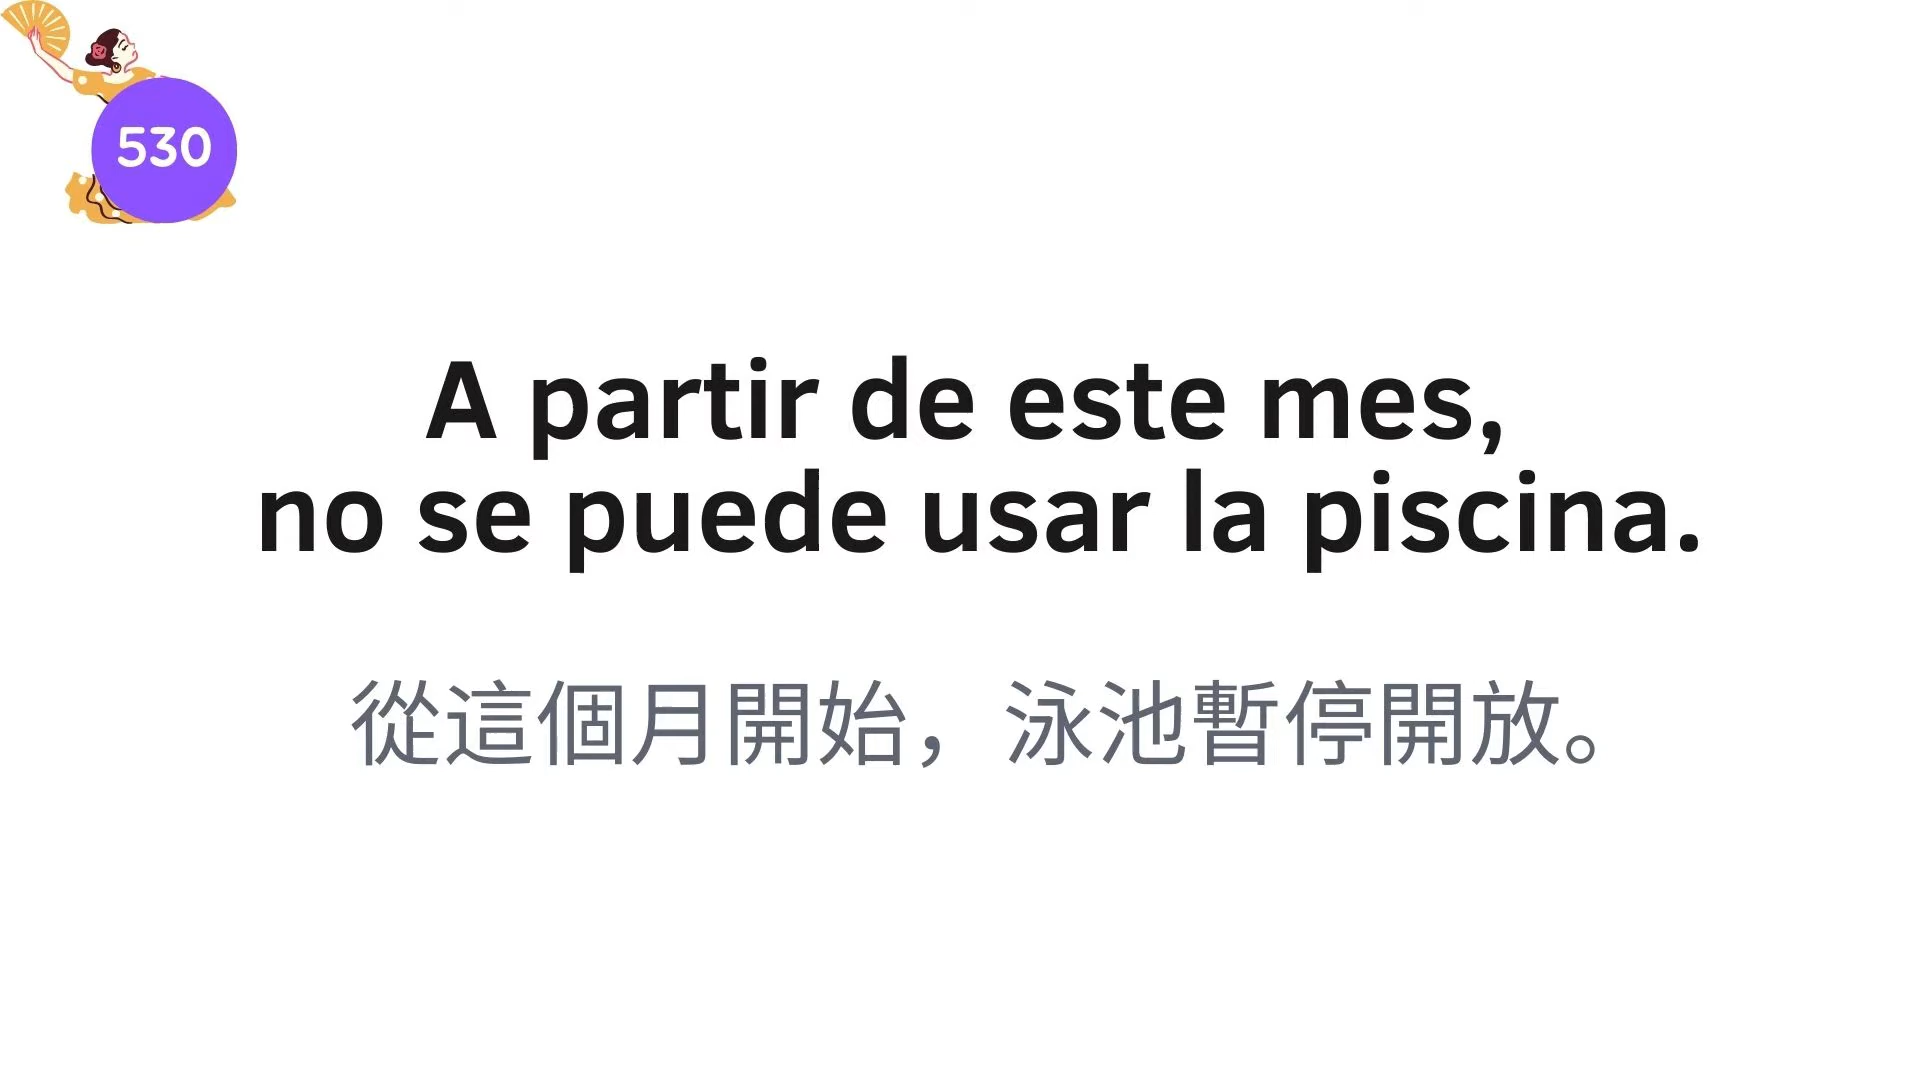 530
A partir de este mes,
no se puede usar la piscina.
從這個月開始，泳池暫停開放。